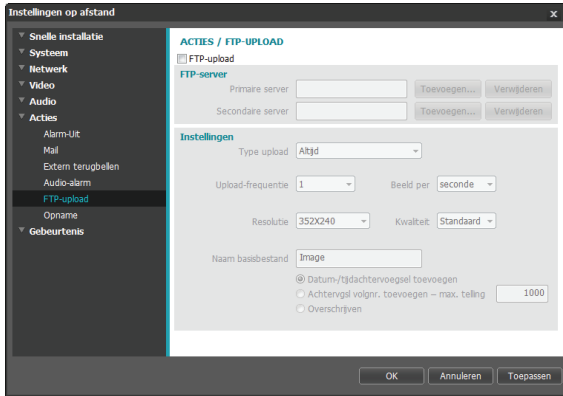 Instellingen op afstand x
Snelle installatie
Systeem
Netwerk
Video
Audio
Acties
Alarm-Uit
Mail
Extern terugbellen
Audio-alarm
FTP-upload
Opname
Gebeurtenis
ACTIES / FTP-UPLOAD
FTP-upload
FTP-server
Primaire server Toevoegen... Verwijderen
Secondaire server Toevoegen... Verwijderen
Instellingen
Type upload Altijd
Upload-frequentie 1 Beeld per seconde
Resolutie 352X240 Kwaliteit Standaard
Naam basisbestand Image
Datum-/tijdachtervoegsel toevoegen
Achtervgsl volgnr. toevoegen – max. telling 1000
Overschrijven
OK Annuleren Toepassen